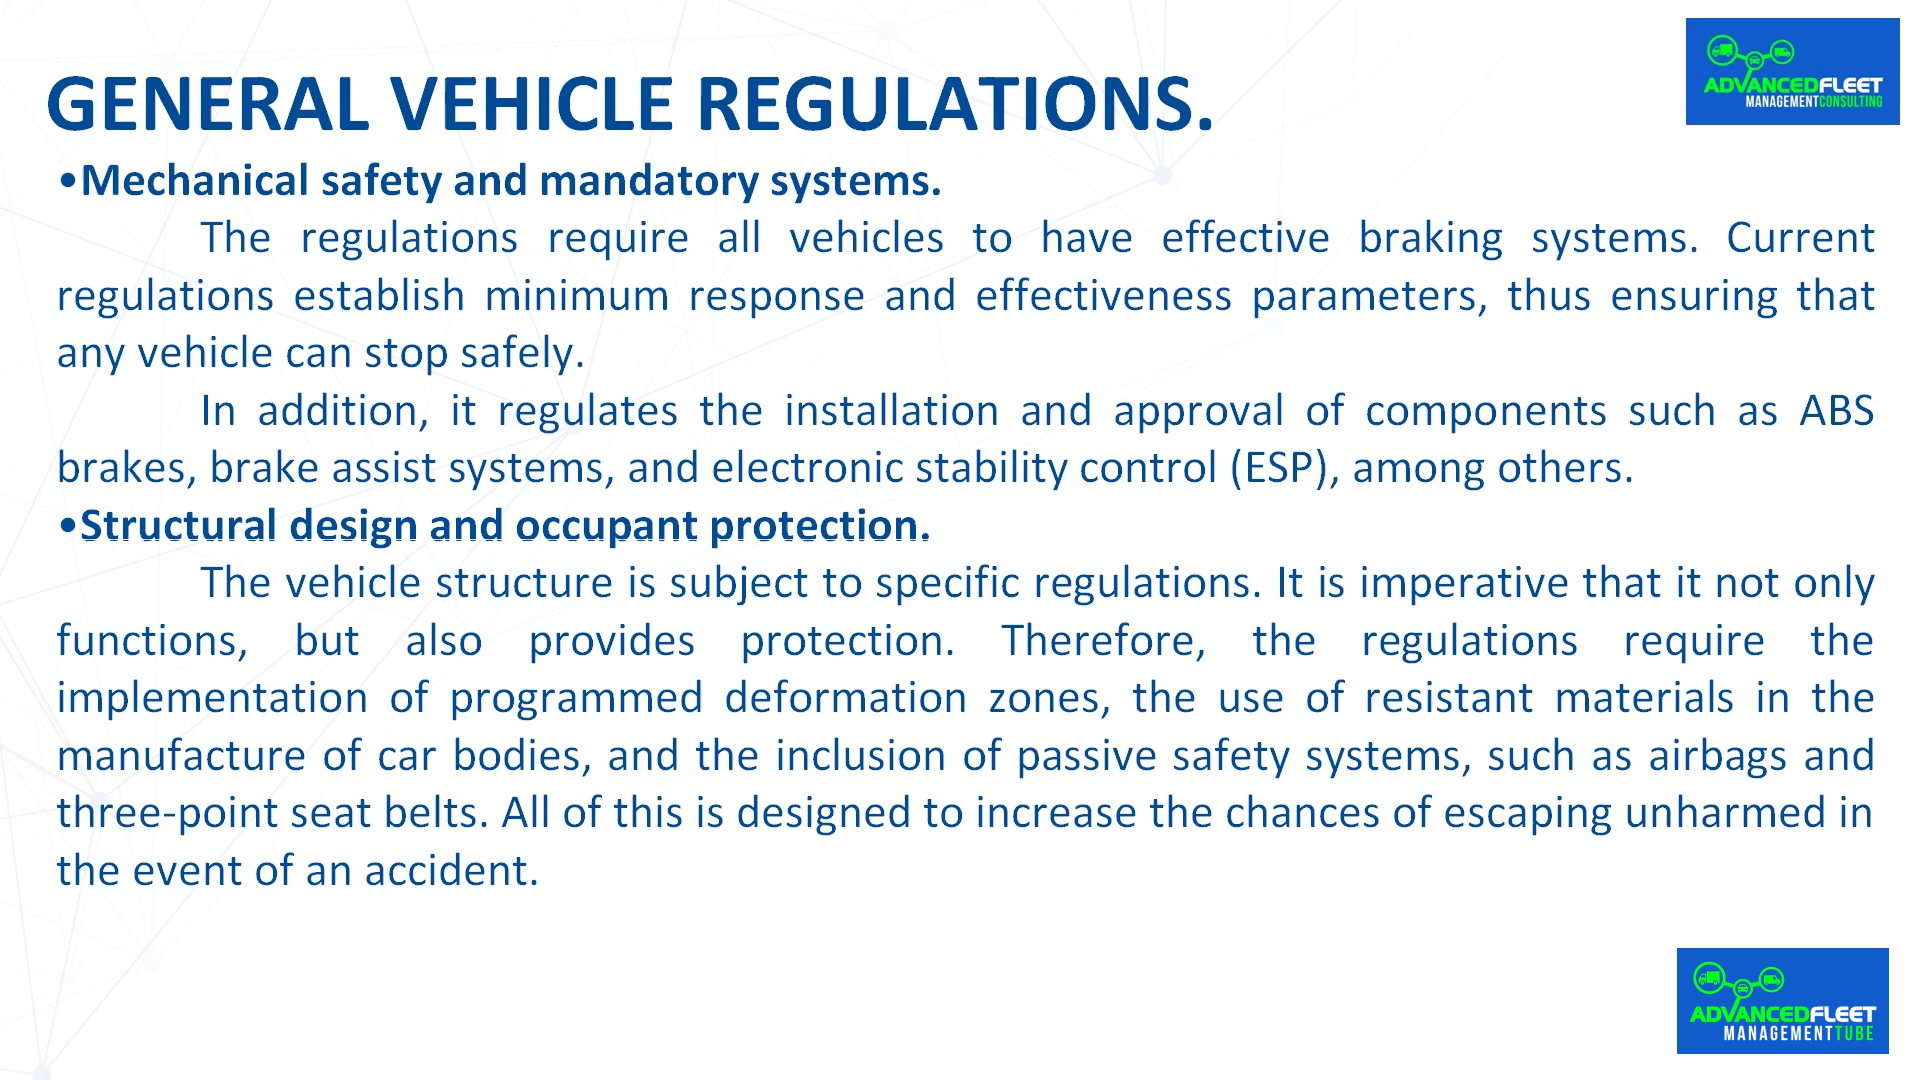 GENERAL VEHICLE REGULATIONS.
ADVANCEDFLEET
MANAGEMENTCONSULTING
•Mechanical safety and mandatory systems.
The regulations require all vehicles to have effective braking systems. Current
regulations establish minimum response and effectiveness parameters, thus ensuring that
any vehicle can stop safely.
In addition, it regulates the installation and approval of components such as ABS
brakes, brake assist systems, and electronic stability control (ESP), among others.
•Structural design and occupant protection.
The vehicle structure is subject to specific regulations. It is imperative that it not only
functions, but also provides protection. Therefore, the regulations require the
implementation of programmed deformation zones, the use of resistant materials in the
manufacture of car bodies, and the inclusion of passive safety systems, such as airbags and
three-point seat belts. All of this is designed to increase the chances of escaping unharmed in
the event of an accident.
ADVANCEDFLEET
MANAGEMENTTUBE